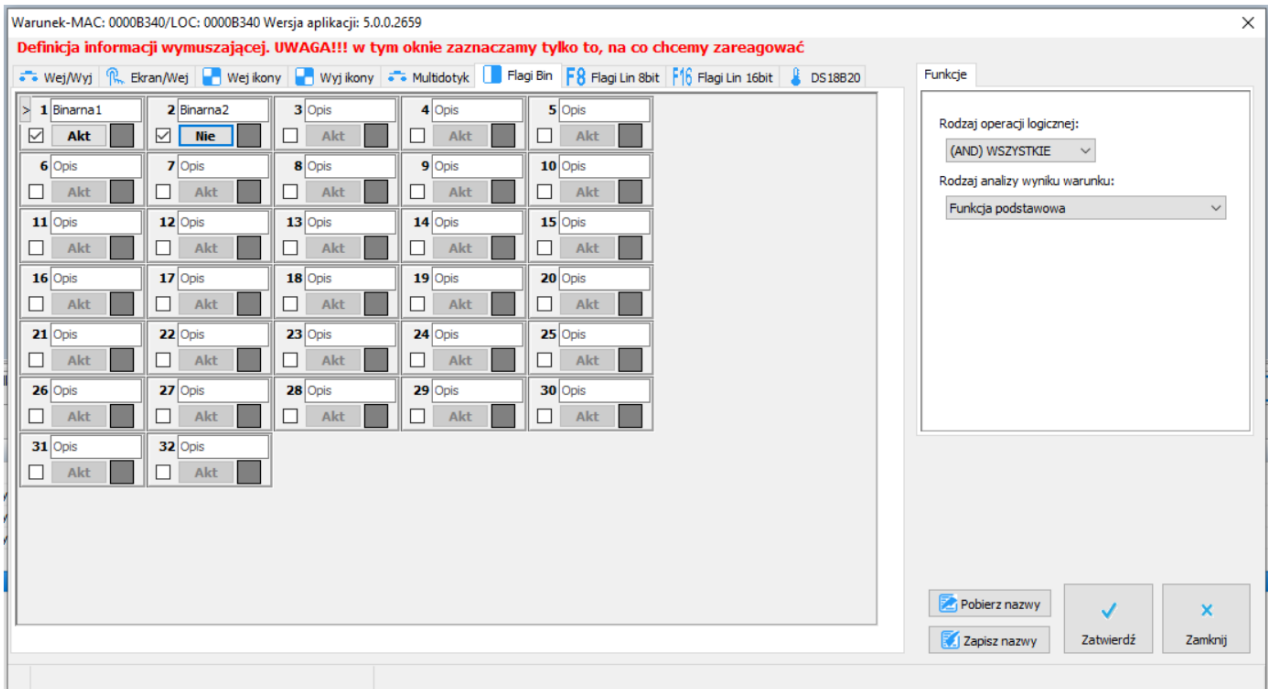 Warunek-MAC: 0000B340/LOC: 0000B340 Wersja aplikacji: 5.0.0.2659
Definicja informacji wymuszającej. UWAGA!!! w tym oknie zaznaczamy tylko to, na co chcemy zareagować
Wej/Wyj Ekran/Wej Wej ikony Wyj ikony Multidotyk Flagi Bin F8 Flagi Lin 8bit F16 Flagi Lin 16bit DS18B20
> 1 Binarna1 2 Binarna2 3 Opis 4 Opis 5 Opis
Akt Nie Akt Akt Akt
6 Opis 7 Opis 8 Opis 9 Opis 10 Opis
Akt Akt Akt Akt Akt
11 Opis 12 Opis 13 Opis 14 Opis 15 Opis
Akt Akt Akt Akt Akt
16 Opis 17 Opis 18 Opis 19 Opis 20 Opis
Akt Akt Akt Akt Akt
21 Opis 22 Opis 23 Opis 24 Opis 25 Opis
Akt Akt Akt Akt Akt
26 Opis 27 Opis 28 Opis 29 Opis 30 Opis
Akt Akt Akt Akt Akt
31 Opis 32 Opis
Akt Akt
Funkcje
Rodzaj operacji logicznej:
(AND) WSZYSTKIE
Rodzaj analizy wyniku warunku:
Funkcja podstawowa
Pobierz nazwy
Zapisz nazwy
Zatwierdź
Zamknij